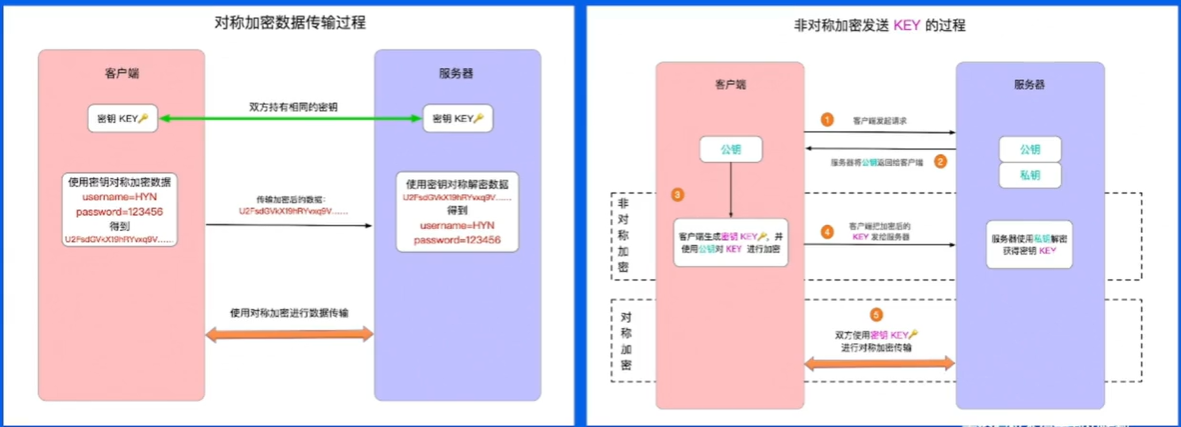 对称加密数据传输过程
客户端
服务器
密钥 KEY
双方持有相同的密钥
密钥 KEY
使用密钥对称加密数据
username=HYN
password=123456
得到
U2FsdGVkX19hRYvxq9V......
传输加密后的数据:
U2FsdGVkX19hRYvxq9V......
使用密钥对称解密数据
U2FsdGVkX19hRYvxq9V......
得到
username=HYN
password=123456
使用对称加密进行数据传输
非对称加密发送 KEY 的过程
客户端
服务器
1
客户端发起请求
公钥
服务器将公钥返回给客户端
2
公钥
私钥
非对称加密
3
客户端生成密钥 KEY，并
使用公钥对 KEY 进行加密
4
客户端把加密后的
KEY 发给服务器
服务器使用私钥解密
获得密钥 KEY
对称加密
5
双方使用密钥 KEY
进行对称加密传输